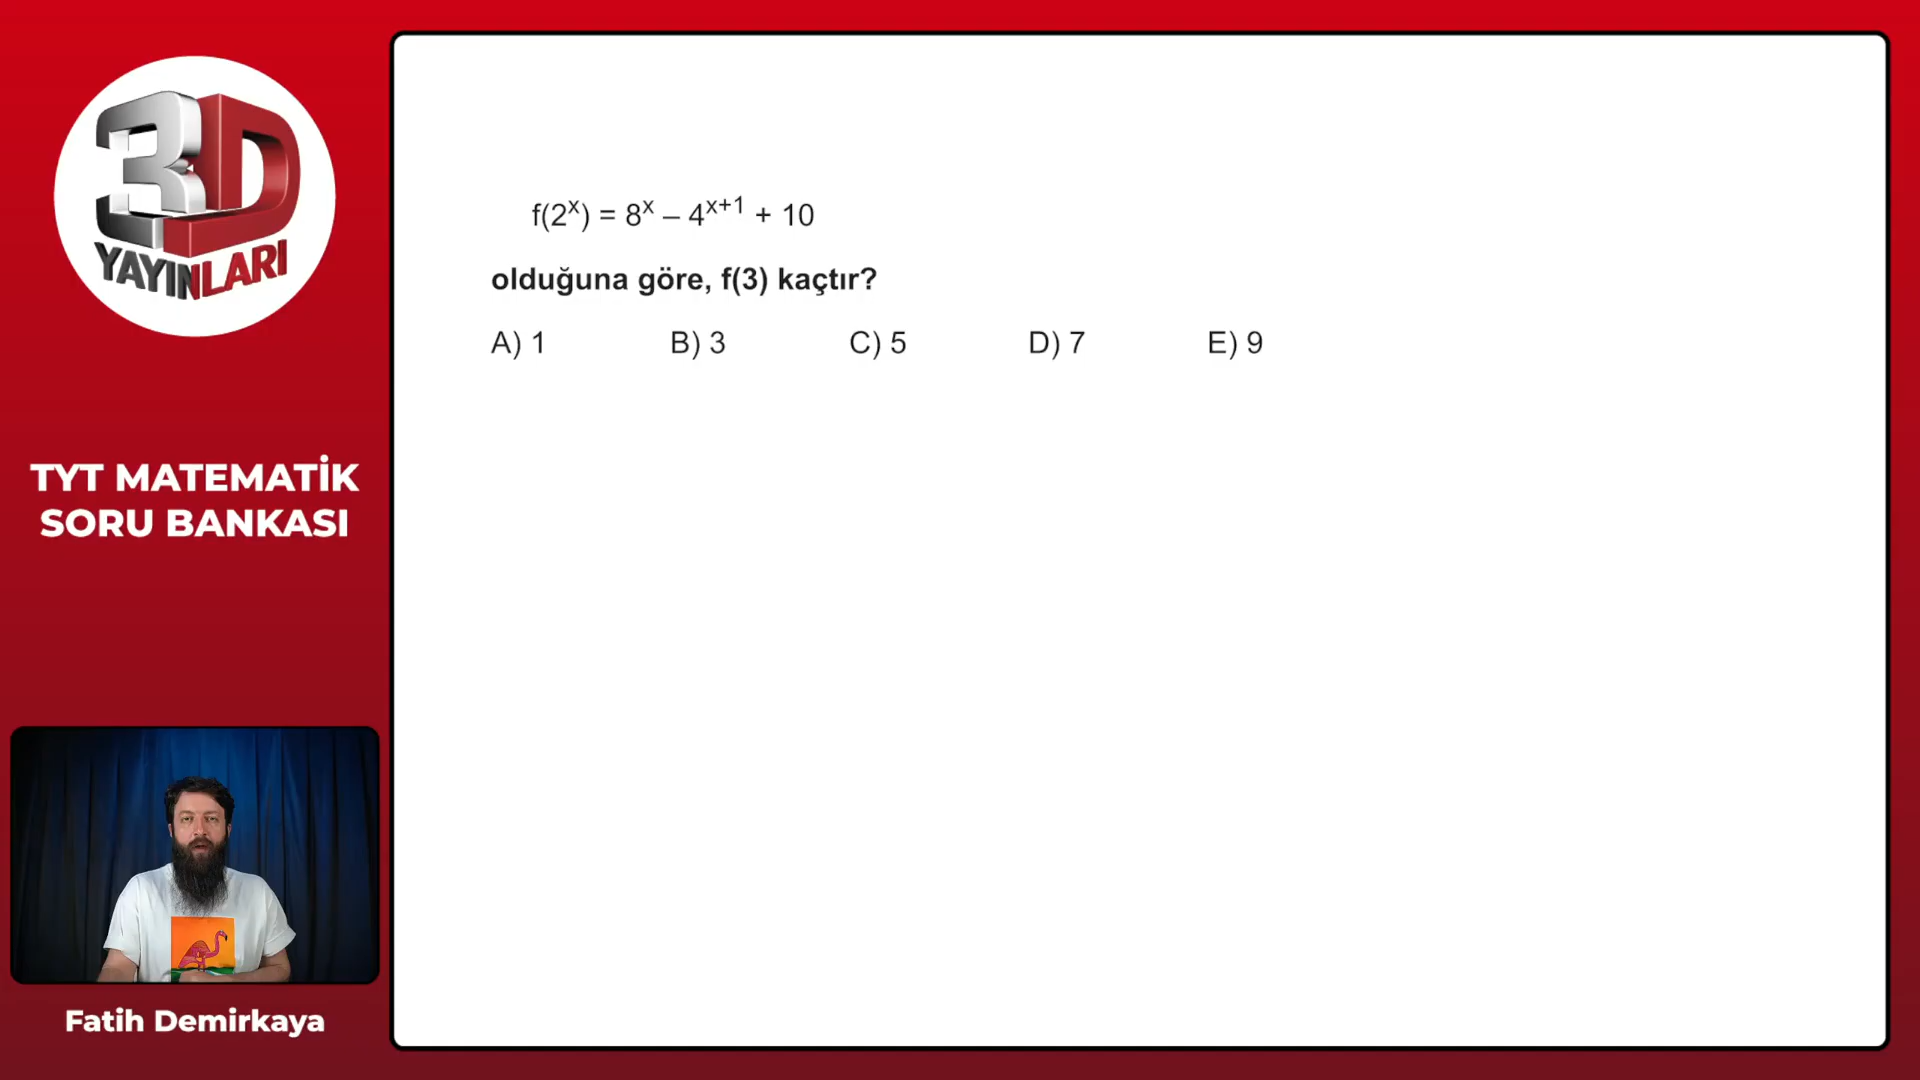 3D
YAYINLARI
TYT MATEMATİK
SORU BANKASI
Fatih Demirkaya
f(2^x) = 8^x – 4^{x+1} + 10
olduğuna göre, f(3) kaçtır?
A) 1 B) 3 C) 5 D) 7 E) 9